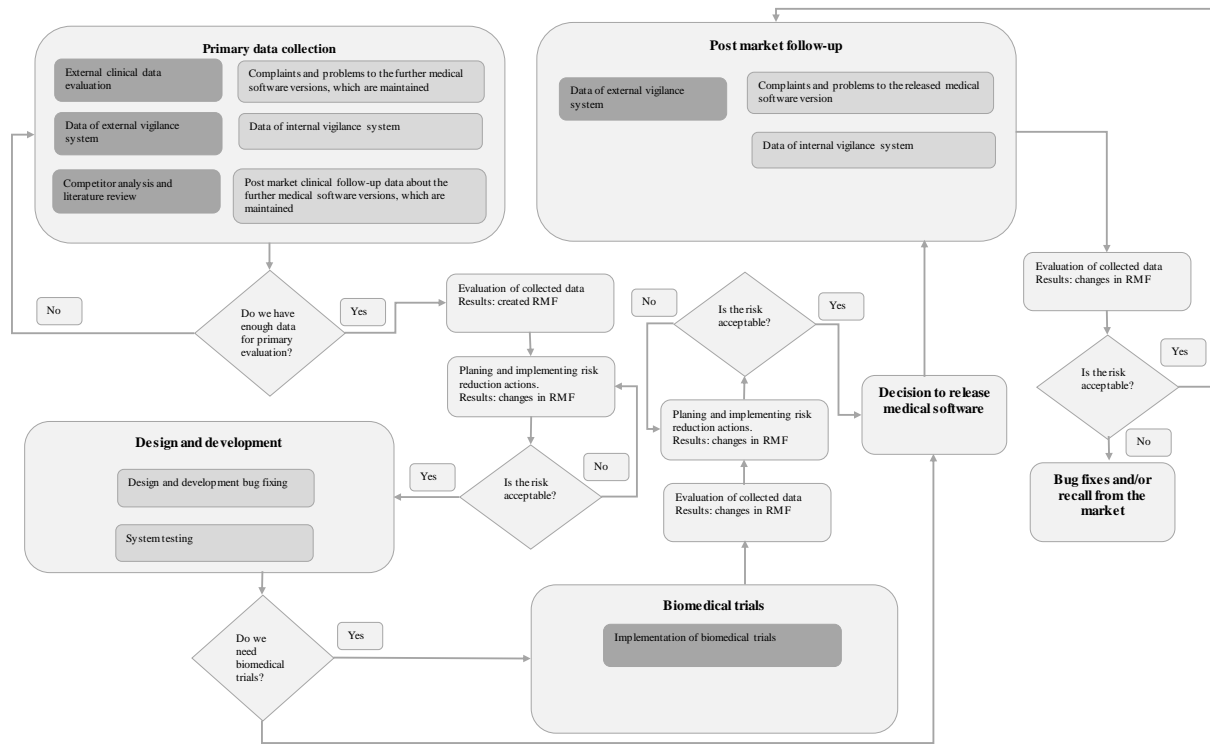 Primary data collection
External clinical data
evaluation
Complaints and problems to the further medical
software versions, which are maintained
Data of external vigilance
system
Data of internal vigilance system
Competitor analysis and
literature review
Post market clinical follow-up data about the
further medical software versions, which are
maintained
Post market follow-up
Data of external vigilance
system
Complaints and problems to the released medical
software version
Data of internal vigilance system
No
Do we have
enough data
for primary
evaluation?
Yes
Evaluation of collected data
Results: created RMF
Planing and implementing risk
reduction actions.
Results: changes in RMF
Is the risk
acceptable?
Yes
No
Design and development
Design and development bug fixing
System testing
Do we
need
biomedical
trials?
Yes
Biomedical trials
Implementation of biomedical trials
Evaluation of collected data
Results: changes in RMF
Planing and implementing risk
reduction actions.
Results: changes in RMF
No
Is the risk
acceptable?
Yes
Decision to release
medical software
Evaluation of collected data
Results: changes in RMF
Is the risk
acceptable?
Yes
No
Bug fixes and/or
recall from the
market